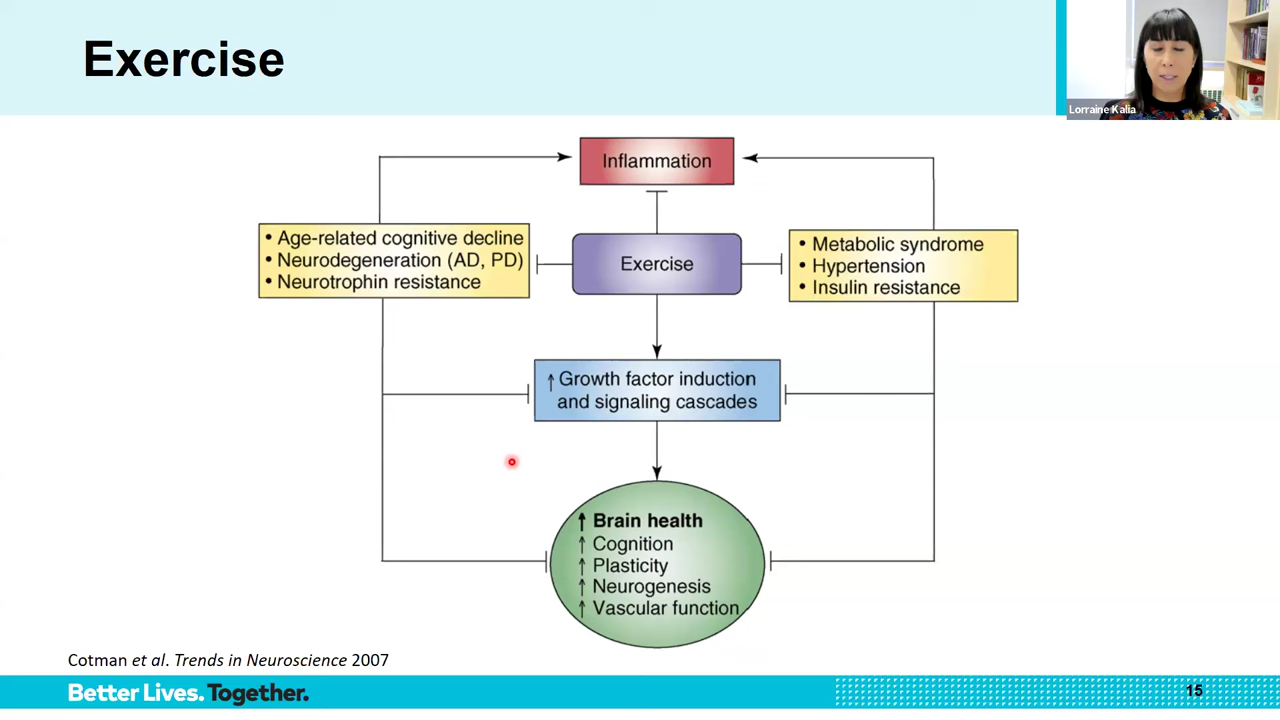 Exercise
Lorraine Kalia
Inflammation
• Age-related cognitive decline
• Neurodegeneration (AD, PD)
• Neurotrophin resistance
Exercise
• Metabolic syndrome
• Hypertension
• Insulin resistance
↑ Growth factor induction
and signaling cascades
↑ Brain health
↑ Cognition
↑ Plasticity
↑ Neurogenesis
↑ Vascular function
Cotman et al. Trends in Neuroscience 2007
Better Lives. Together.
15